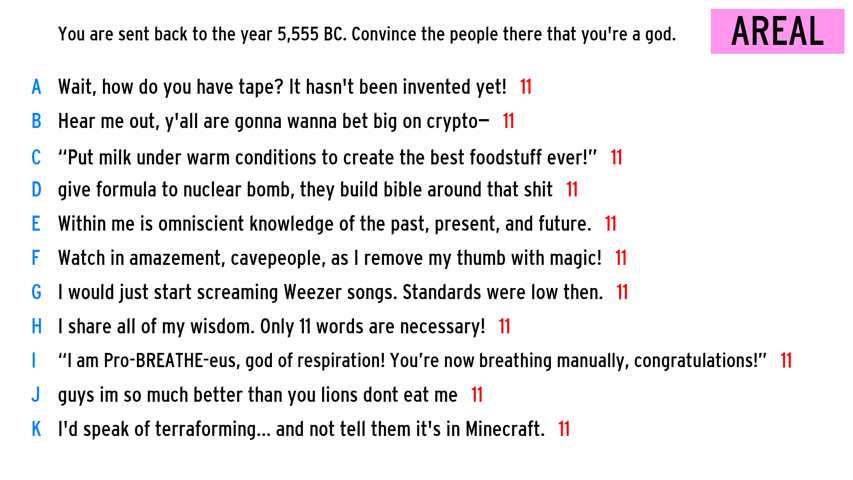 You are sent back to the year 5,555 BC. Convince the people there that you're a god.
AREAL
A Wait, how do you have tape? It hasn't been invented yet! 11
B Hear me out, y'all are gonna wanna bet big on crypto— 11
C “Put milk under warm conditions to create the best foodstuff ever!” 11
D give formula to nuclear bomb, they build bible around that shit 11
E Within me is omniscient knowledge of the past, present, and future. 11
F Watch in amazement, cavepeople, as I remove my thumb with magic! 11
G I would just start screaming Weezer songs. Standards were low then. 11
H I share all of my wisdom. Only 11 words are necessary! 11
I “I am Pro-BREATHE-eus, god of respiration! You’re now breathing manually, congratulations!” 11
J guys im so much better than you lions dont eat me 11
K I'd speak of terraforming... and not tell them it's in Minecraft. 11